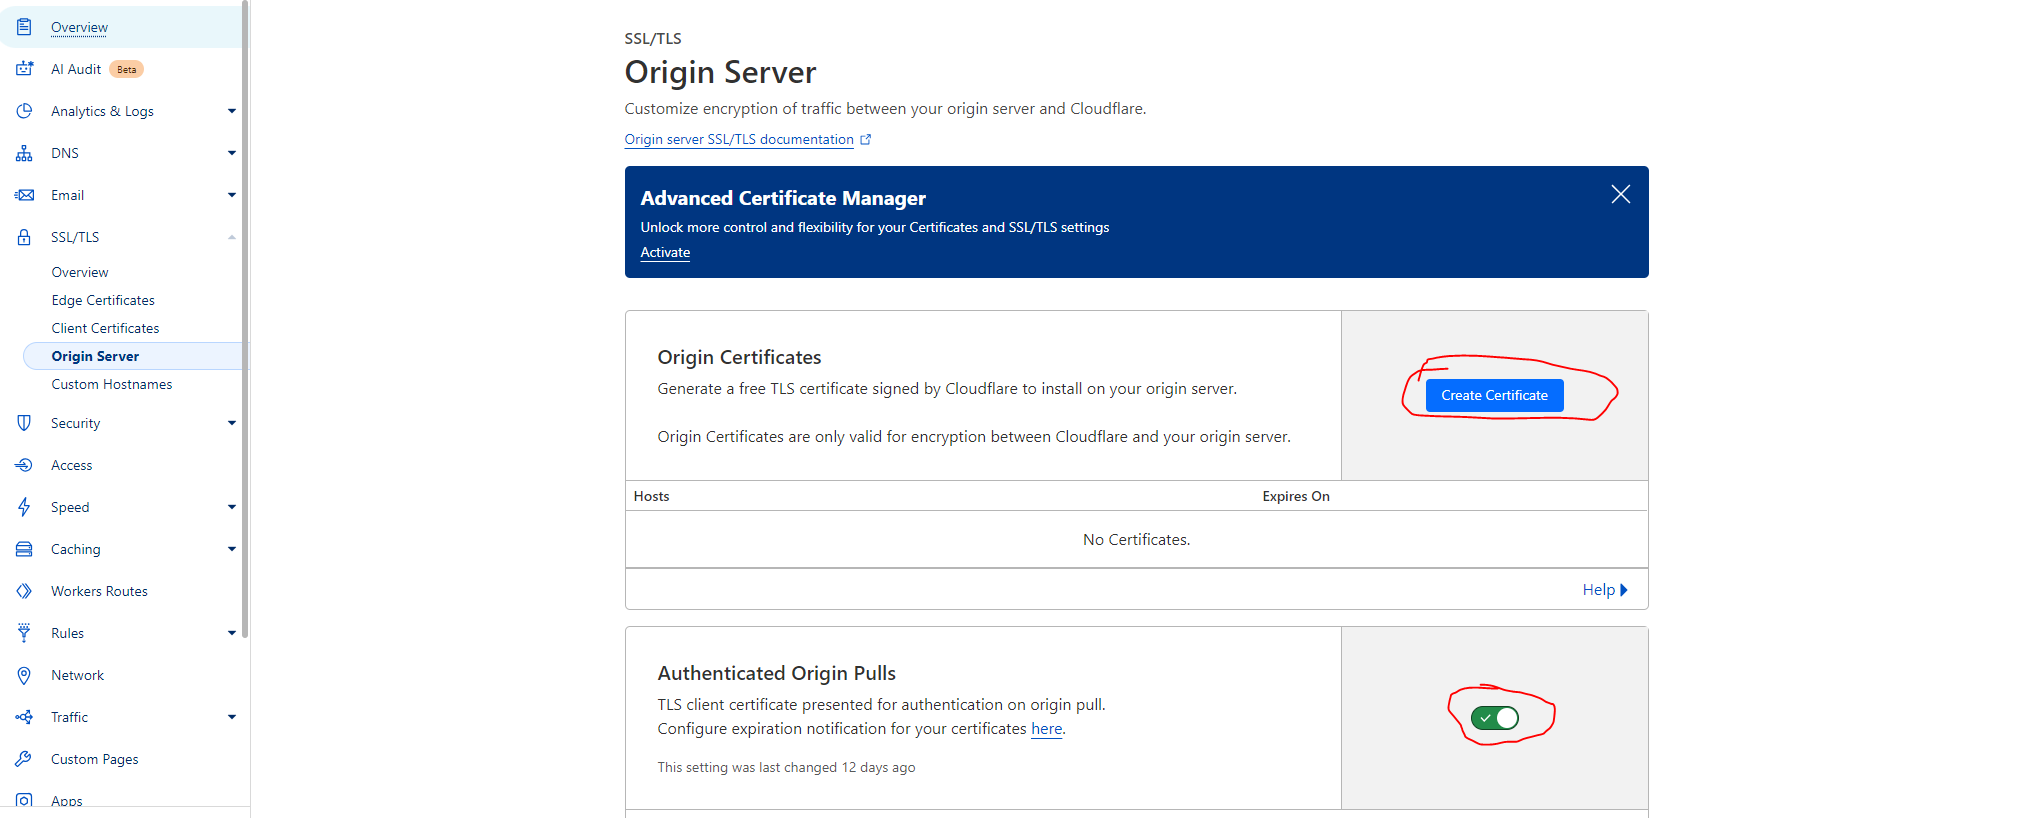 Overview
AI Audit Beta
Analytics & Logs
DNS
Email
SSL/TLS
Overview
Edge Certificates
Client Certificates
Origin Server
Custom Hostnames
Security
Access
Speed
Caching
Workers Routes
Rules
Network
Traffic
Custom Pages
Apps
SSL/TLS
Origin Server
Customize encryption of traffic between your origin server and Cloudflare.
Origin server SSL/TLS documentation
Advanced Certificate Manager
Unlock more control and flexibility for your Certificates and SSL/TLS settings
Activate
Origin Certificates
Generate a free TLS certificate signed by Cloudflare to install on your origin server.
Origin Certificates are only valid for encryption between Cloudflare and your origin server.
Create Certificate
Hosts Expires On
No Certificates.
Help
Authenticated Origin Pulls
TLS client certificate presented for authentication on origin pull.
Configure expiration notification for your certificates here.
This setting was last changed 12 days ago